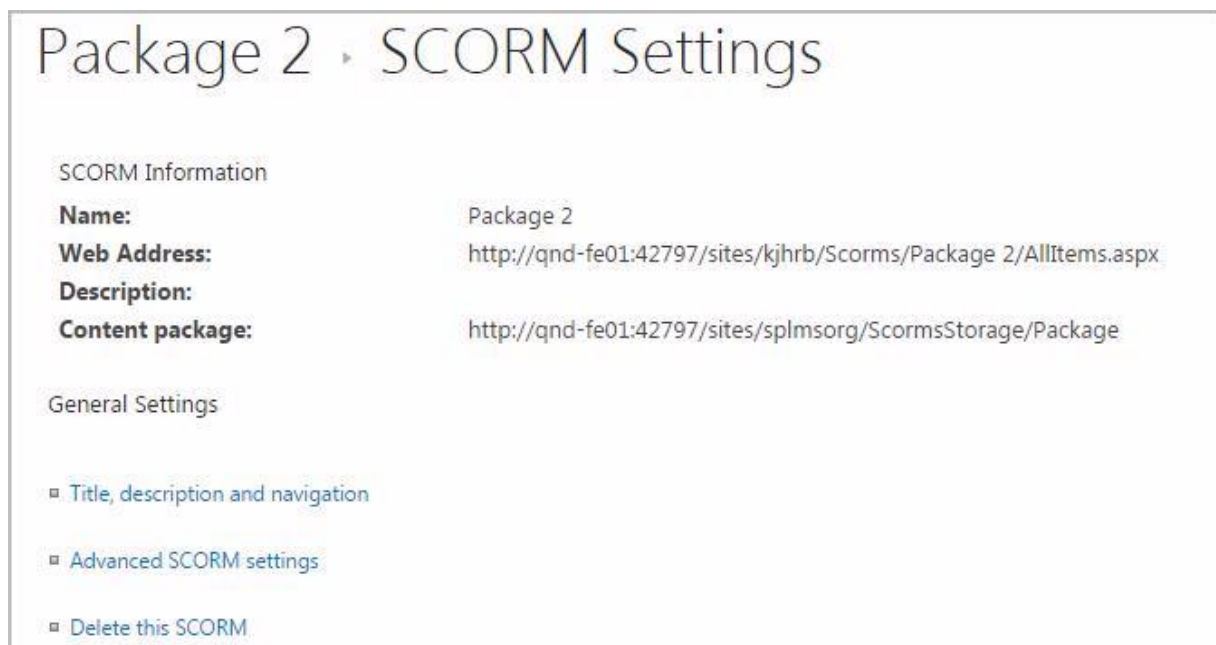 Package 2 ▸ SCORM Settings
SCORM Information
Name: Package 2
Web Address: http://qnd-fe01:42797/sites/kjhrb/Scorms/Package 2/AllItems.aspx
Description:
Content package: http://qnd-fe01:42797/sites/splmsorg/ScormsStorage/Package
General Settings
Title, description and navigation
Advanced SCORM settings
Delete this SCORM